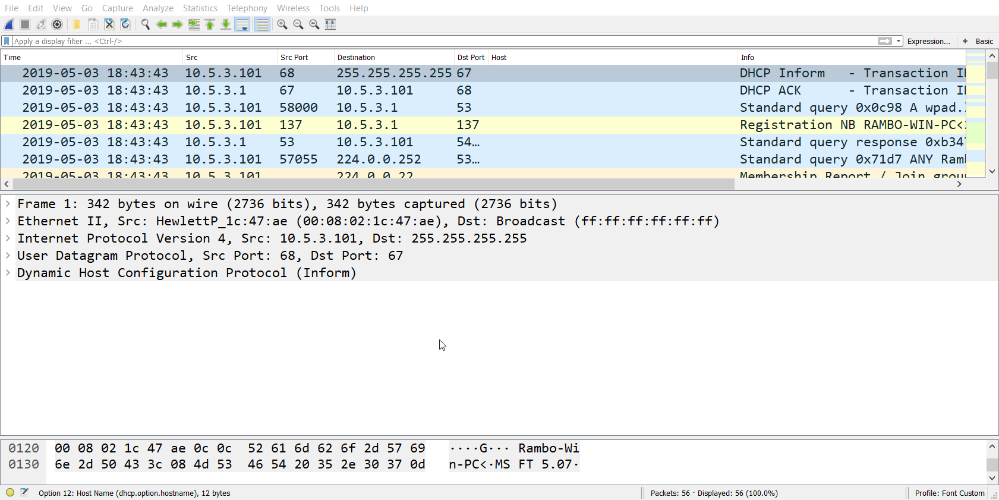 File Edit View Go Capture Analyze Statistics Telephony Wireless Tools Help
Apply a display filter ... <Ctrl-/> Expression... + Basic
Time Src Src Port Destination Dst Port Host Info
2019-05-03 18:43:43 10.5.3.101 68 255.255.255.255 67 DHCP Inform - Transaction I
2019-05-03 18:43:43 10.5.3.1 67 10.5.3.101 68 DHCP ACK - Transaction I
2019-05-03 18:43:43 10.5.3.101 58000 10.5.3.1 53 Standard query 0x0c98 A wpad.
2019-05-03 18:43:43 10.5.3.101 137 10.5.3.1 137 Registration NB RAMBO-WIN-PC<
2019-05-03 18:43:43 10.5.3.1 53 10.5.3.101 54… Standard query response 0xb34
2019-05-03 18:43:43 10.5.3.101 57055 224.0.0.252 53… Standard query 0x71d7 ANY Ram
2019-05-03 18:43:43 10.5.3.101 224.0.0.22 Membership Report / Join grou
Frame 1: 342 bytes on wire (2736 bits), 342 bytes captured (2736 bits)
Ethernet II, Src: HewlettP_1c:47:ae (00:08:02:1c:47:ae), Dst: Broadcast (ff:ff:ff:ff:ff:ff)
Internet Protocol Version 4, Src: 10.5.3.101, Dst: 255.255.255.255
User Datagram Protocol, Src Port: 68, Dst Port: 67
Dynamic Host Configuration Protocol (Inform)
0120 00 08 02 1c 47 ae 0c 0c 52 61 6d 62 6f 2d 57 69 ····G··· Rambo-Wi
0130 6e 2d 50 43 3c 08 4d 53 46 54 20 35 2e 30 37 0d n-PC<·MS FT 5.07·
Option 12: Host Name (dhcp.option.hostname), 12 bytes Packets: 56 · Displayed: 56 (100.0%) Profile: Font Custom